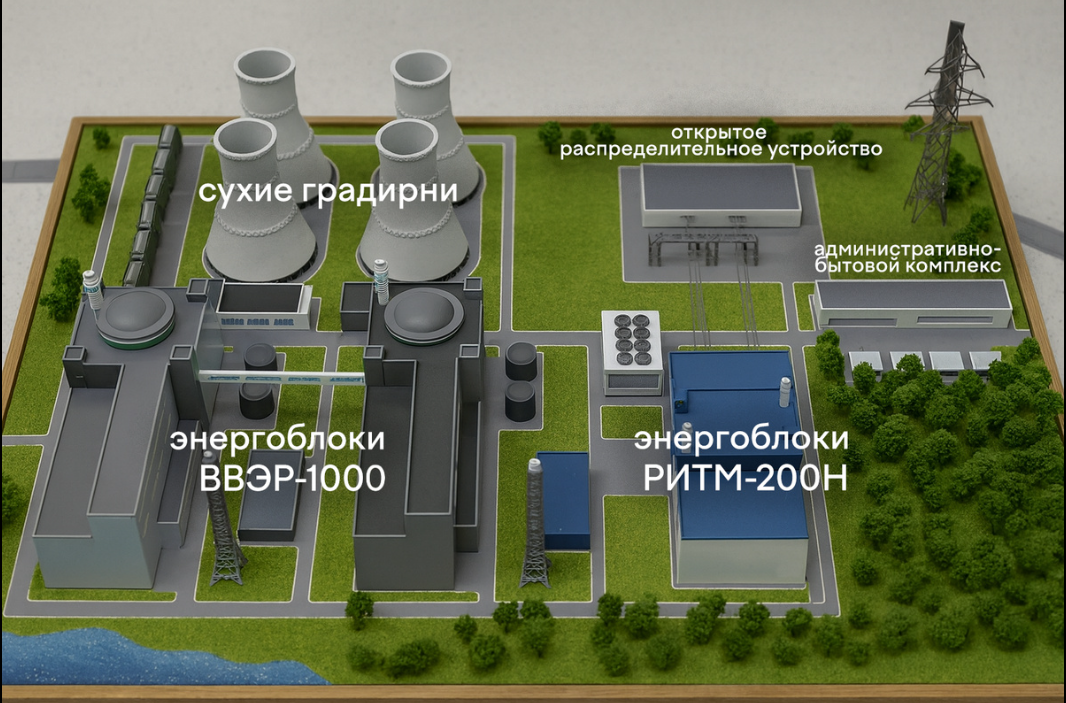 открытое
распределительное устройство
сухие градирни
административно-
бытовой комплекс
энергоблоки
ВВЭР-1000
энергоблоки
РИТМ-200Н